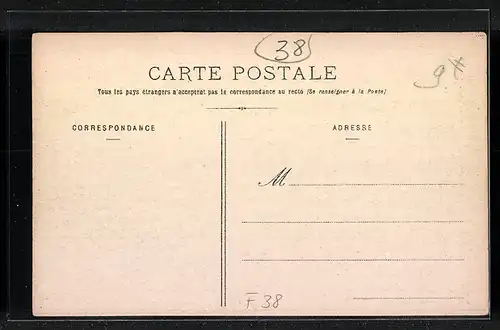 38
CARTE POSTALE
9 #
Tous les pays étrangers n'acceptent pas la correspondance au recto (Se renseigner à la Poste)
CORRESPONDANCE
ADRESSE
M
F 38